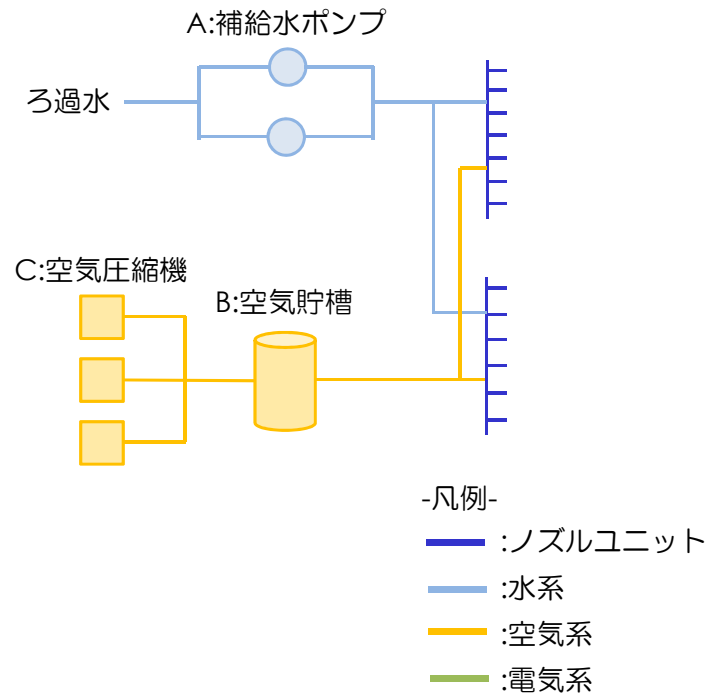 A:補給水ポンプ
ろ過水
C:空気圧縮機
B:空気貯槽
-凡例-
:ノズルユニット
:水系
:空気系
:電気系